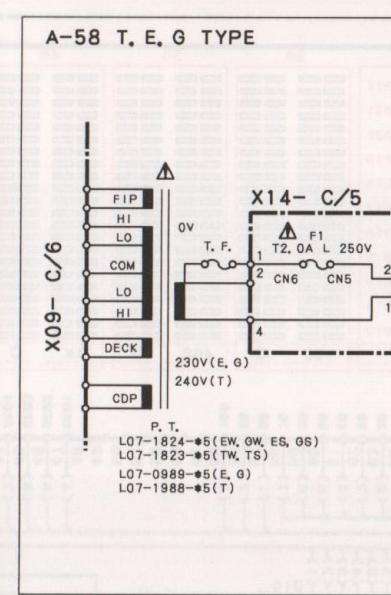 A-58 T. E. G TYPE
X14- C/5
FIP
HI
LO
COM
LO
HI
DECK
CDP
X09- C/6
0V
T. F.
F1
T2. 0A L 250V
1
2
4
CN6
CN5
2
1
230V(E, G)
240V(T)
P. T.
L07-1824-*5(EW, GW, ES, GS)
L07-1823-*5(TW, TS)
L07-0989-*5(E, G)
L07-1988-*5(T)